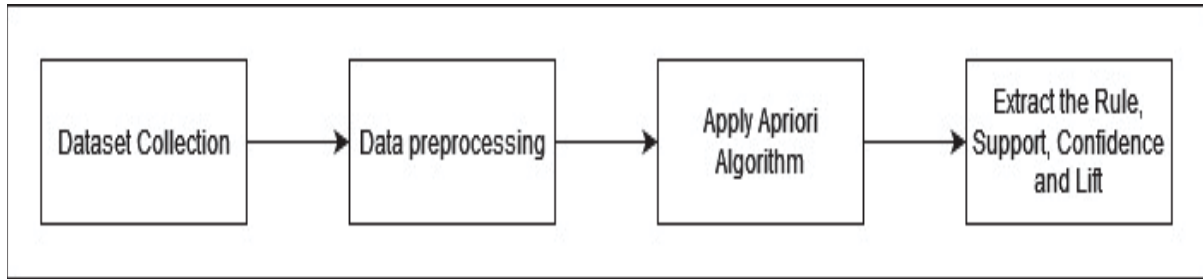 Dataset Collection
Data preprocessing
Apply Apriori
Algorithm
Extract the Rule,
Support, Confidence
and Lift